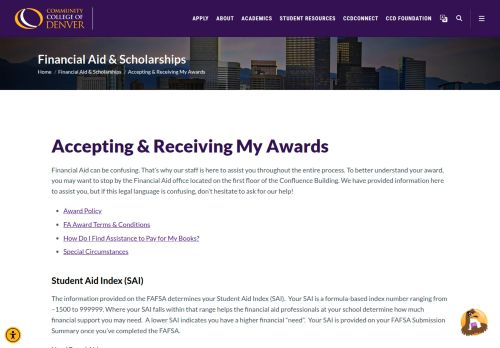 COMMUNITY
COLLEGE OF
DENVER
APPLY ABOUT ACADEMICS STUDENT RESOURCES CCDCONNECT CCD FOUNDATION
Financial Aid & Scholarships
Home / Financial Aid & Scholarships / Accepting & Receiving My Awards
Accepting & Receiving My Awards
Financial Aid can be confusing. That's why our staff is here to assist you throughout the entire process. To better understand your award,
you may want to stop by the Financial Aid office located on the first floor of the Confluence Building. We have provided information here
to assist you, but if this legal language is confusing, don't hesitate to ask for our help!
Award Policy
FA Award Terms & Conditions
How Do I Find Assistance to Pay for My Books?
Special Circumstances
Student Aid Index (SAI)
The information provided on the FAFSA determines your Student Aid Index (SAI). Your SAI is a formula-based index number ranging from
–1500 to 999999. Where your SAI falls within that range helps the financial aid professionals at your school determine how much
financial support you may need. A lower SAI indicates you have a higher financial "need". Your SAI is provided on your FAFSA Submission
Summary once you've completed the FAFSA.